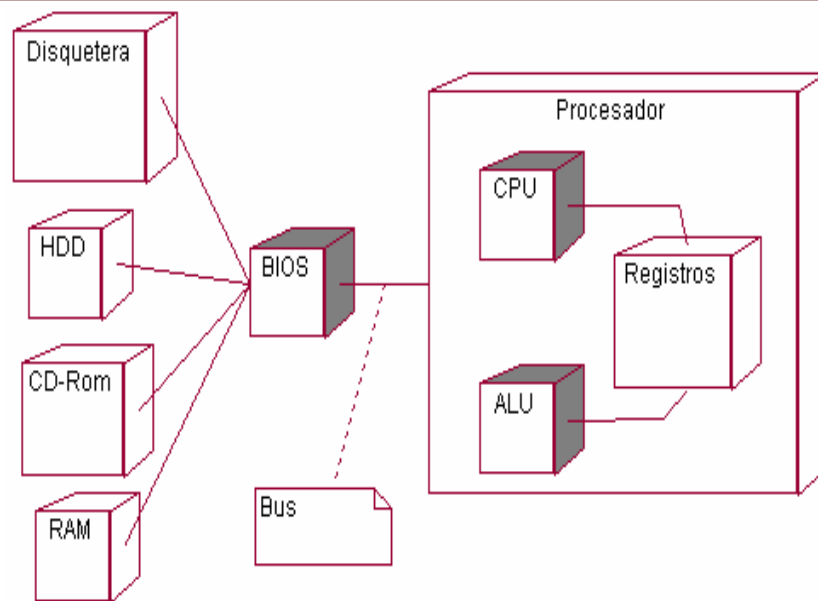 Disquetera
HDD
CD-Rom
RAM
BIOS
Bus
Procesador
CPU
Registros
ALU